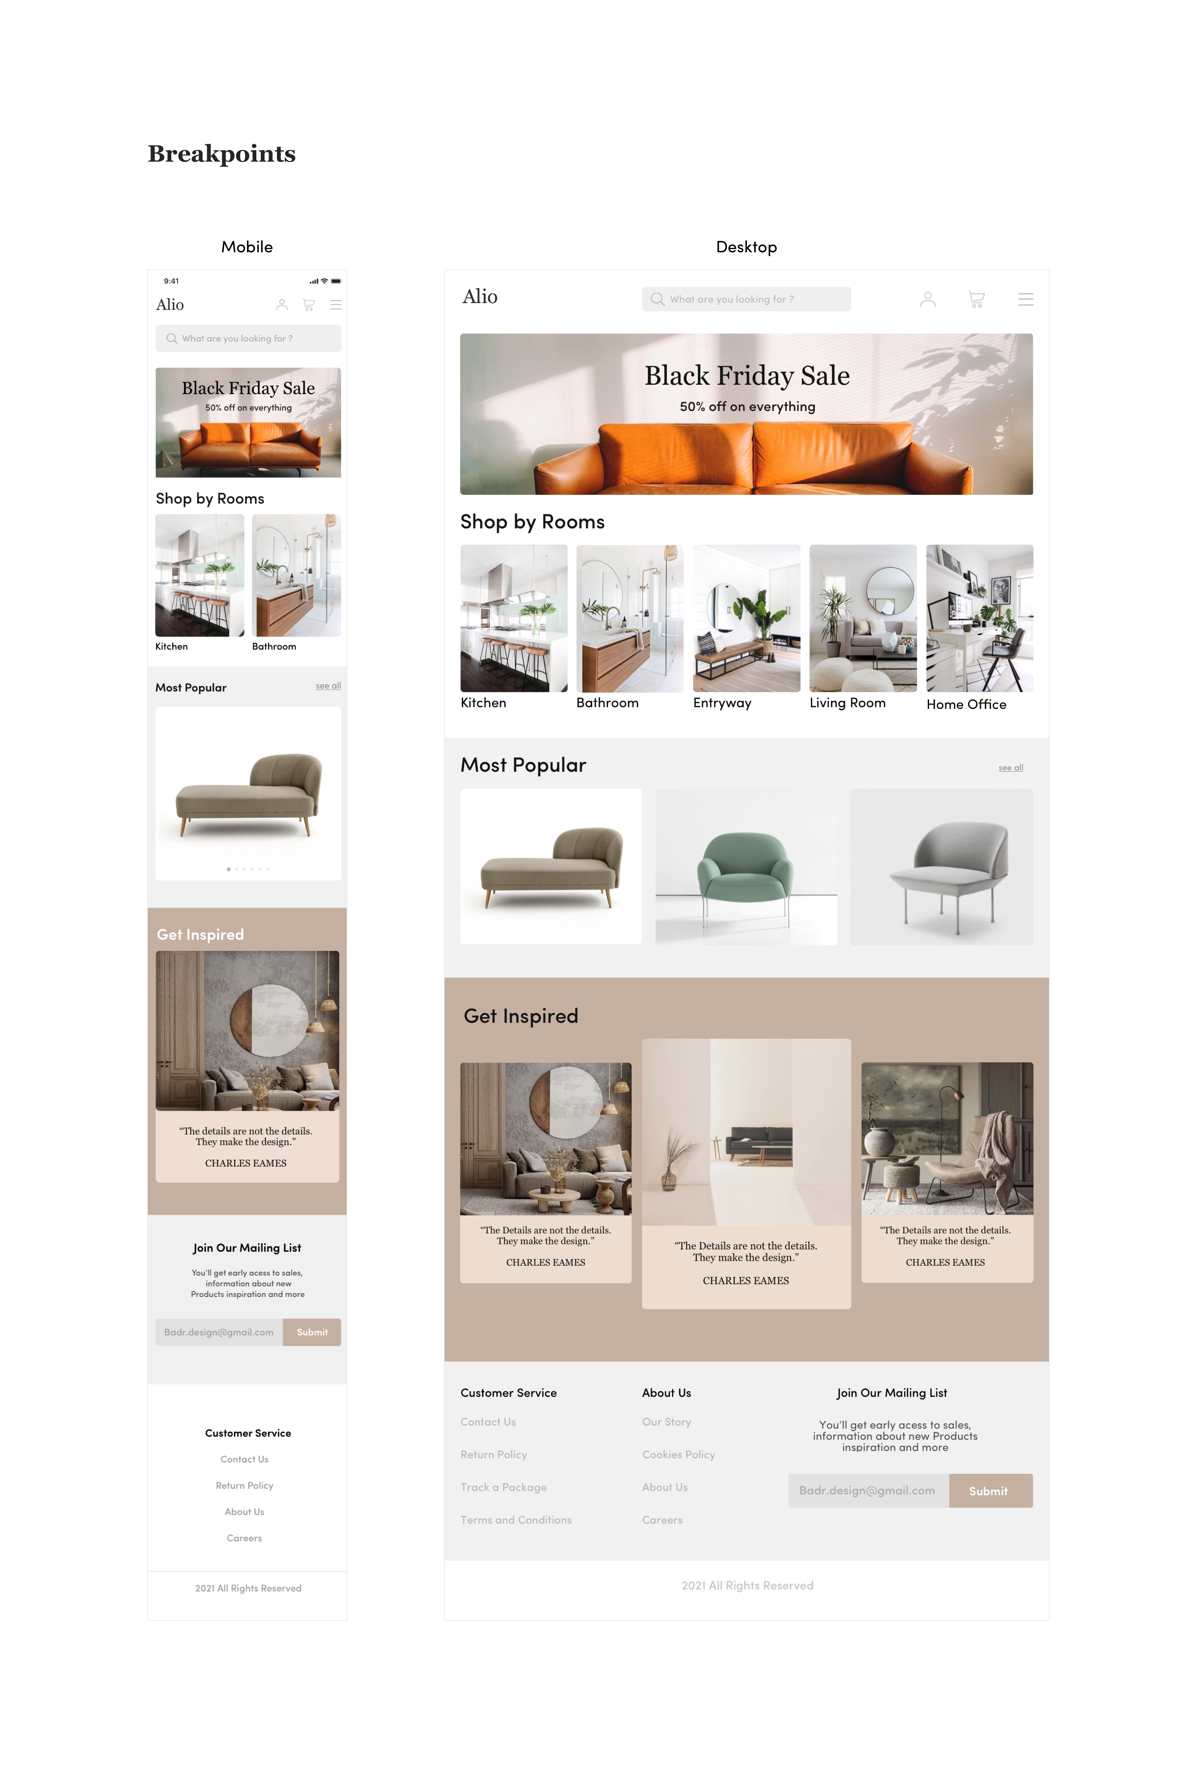 Breakpoints
Mobile
9:41
Alio
What are you looking for ?
Black Friday Sale
50% off on everything
Shop by Rooms
Kitchen
Bathroom
Most Popular
see all
Get Inspired
“The details are not the details.
They make the design.”
CHARLES EAMES
Join Our Mailing List
You'll get early acess to sales,
information about new
Products inspiration and more
Badr.design@gmail.com
Submit
Customer Service
Contact Us
Return Policy
About Us
Careers
2021 All Rights Reserved
Desktop
Alio
What are you looking for ?
Black Friday Sale
50% off on everything
Shop by Rooms
Kitchen
Bathroom
Entryway
Living Room
Home Office
Most Popular
see all
Get Inspired
“The Details are not the details.
They make the design.”
CHARLES EAMES
“The Details are not the details.
They make the design.”
CHARLES EAMES
“The Details are not the details.
They make the design.”
CHARLES EAMES
Customer Service
Contact Us
Return Policy
Track a Package
Terms and Conditions
About Us
Our Story
Cookies Policy
About Us
Careers
Join Our Mailing List
You'll get early acess to sales,
information about new Products
inspiration and more
Badr.design@gmail.com
Submit
2021 All Rights Reserved